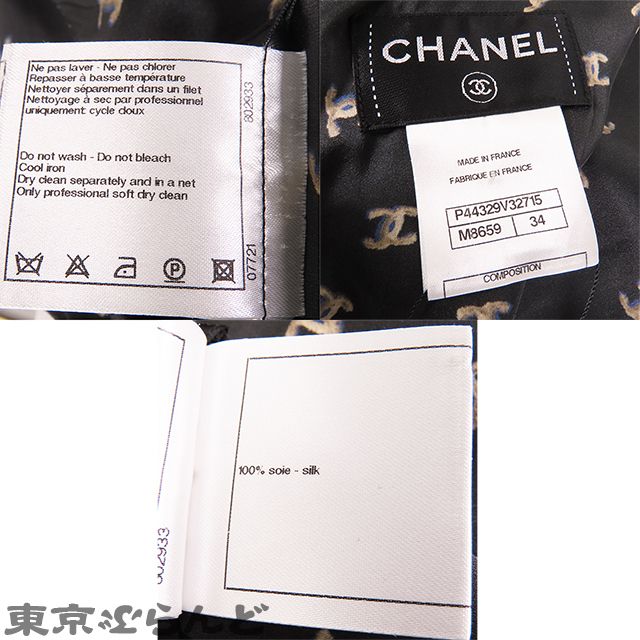 Ne pas laver - Ne pas chlorer
Repasser à basse température
Nettoyer séparement dans un filet
Nettoyage à sec par professionnel
uniquement cycle doux
Do not wash - Do not bleach
Cool iron
Dry clean separately and in a net
Only professional soft dry clean
P
802933
07721
CHANEL
MADE IN FRANCE
FABRIQUE EN FRANCE
P44329V32715
M8659 34
COMPOSITION
100% soie - silk
802933
東京ぶらんど